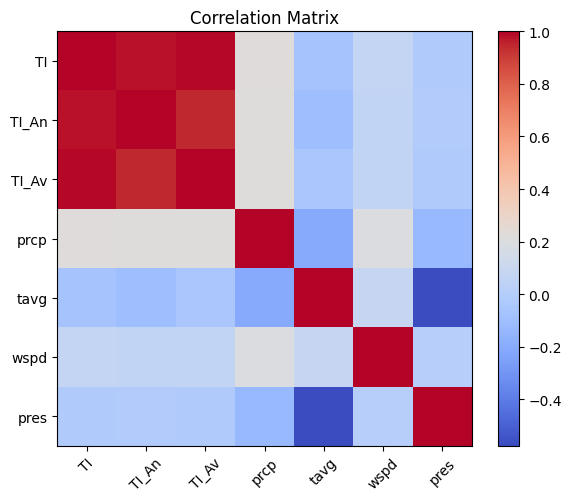 Correlation Matrix
TI
TI_An
TI_Av
prcp
tavg
wspd
pres
TI
TI_An
TI_Av
prcp
tavg
wspd
pres
1.0
0.8
0.6
0.4
0.2
0.0
−0.2
−0.4